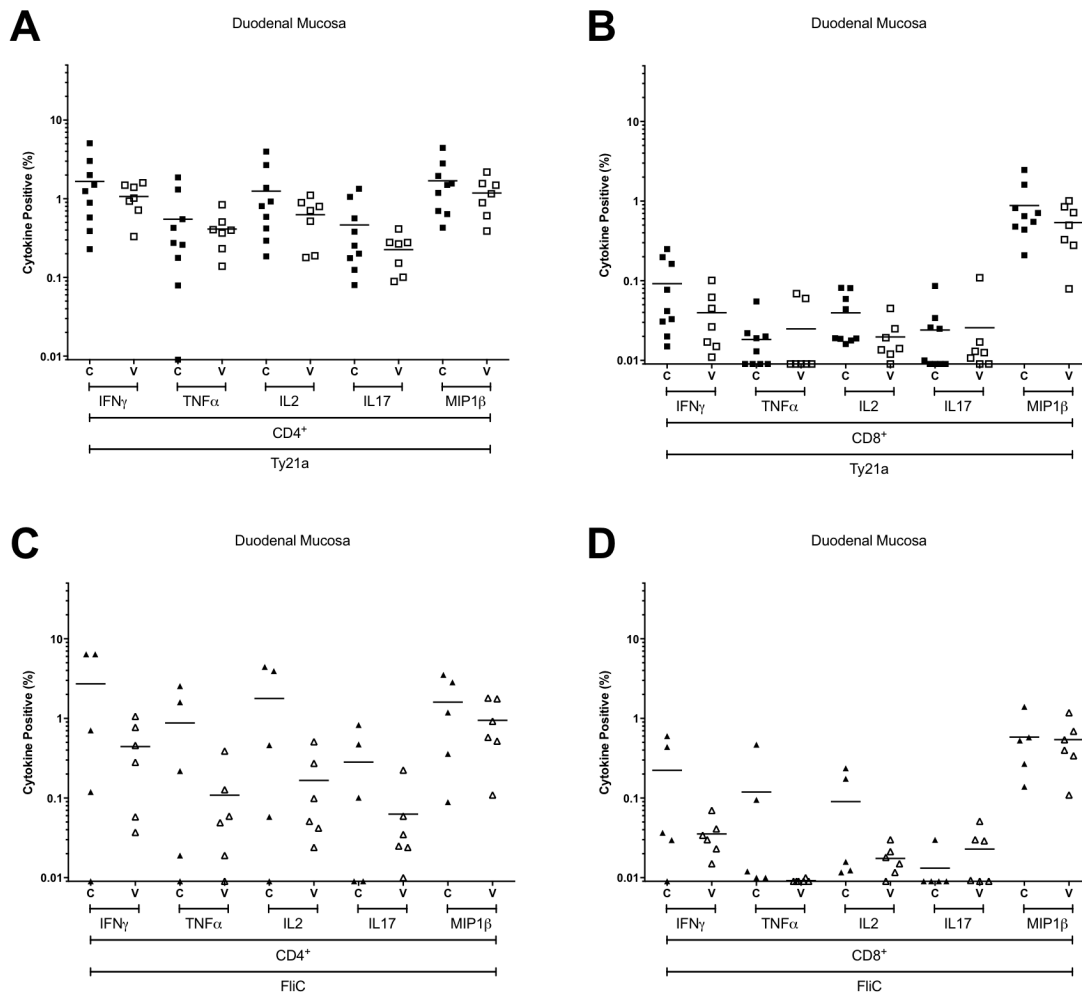 A
Duodenal Mucosa
Cytokine Positive (%)
10
1
0.1
0.01
C V C V C V C V C V
IFNγ TNFα IL2 IL17 MIP1β
CD4⁺
Ty21a
B
Duodenal Mucosa
Cytokine Positive (%)
10
1
0.1
0.01
C V C V C V C V C V
IFNγ TNFα IL2 IL17 MIP1β
CD8⁺
Ty21a
C
Duodenal Mucosa
Cytokine Positive (%)
10
1
0.1
0.01
C V C V C V C V C V
IFNγ TNFα IL2 IL17 MIP1β
CD4⁺
FliC
D
Duodenal Mucosa
Cytokine Positive (%)
10
1
0.1
0.01
C V C V C V C V C V
IFNγ TNFα IL2 IL17 MIP1β
CD8⁺
FliC